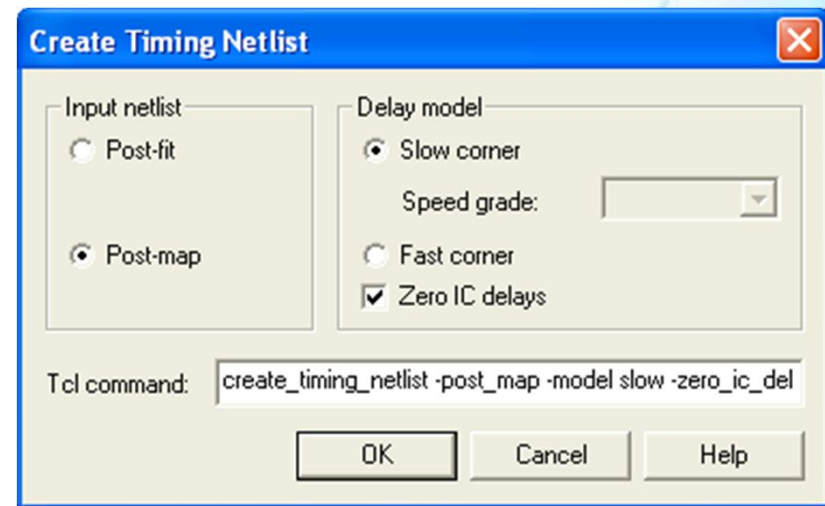 Create Timing Netlist
Input netlist
Post-fit
Post-map
Delay model
Slow corner
Speed grade:
Fast corner
Zero IC delays
Tcl command: create_timing_netlist -post_map -model slow -zero_ic_del
OK Cancel Help